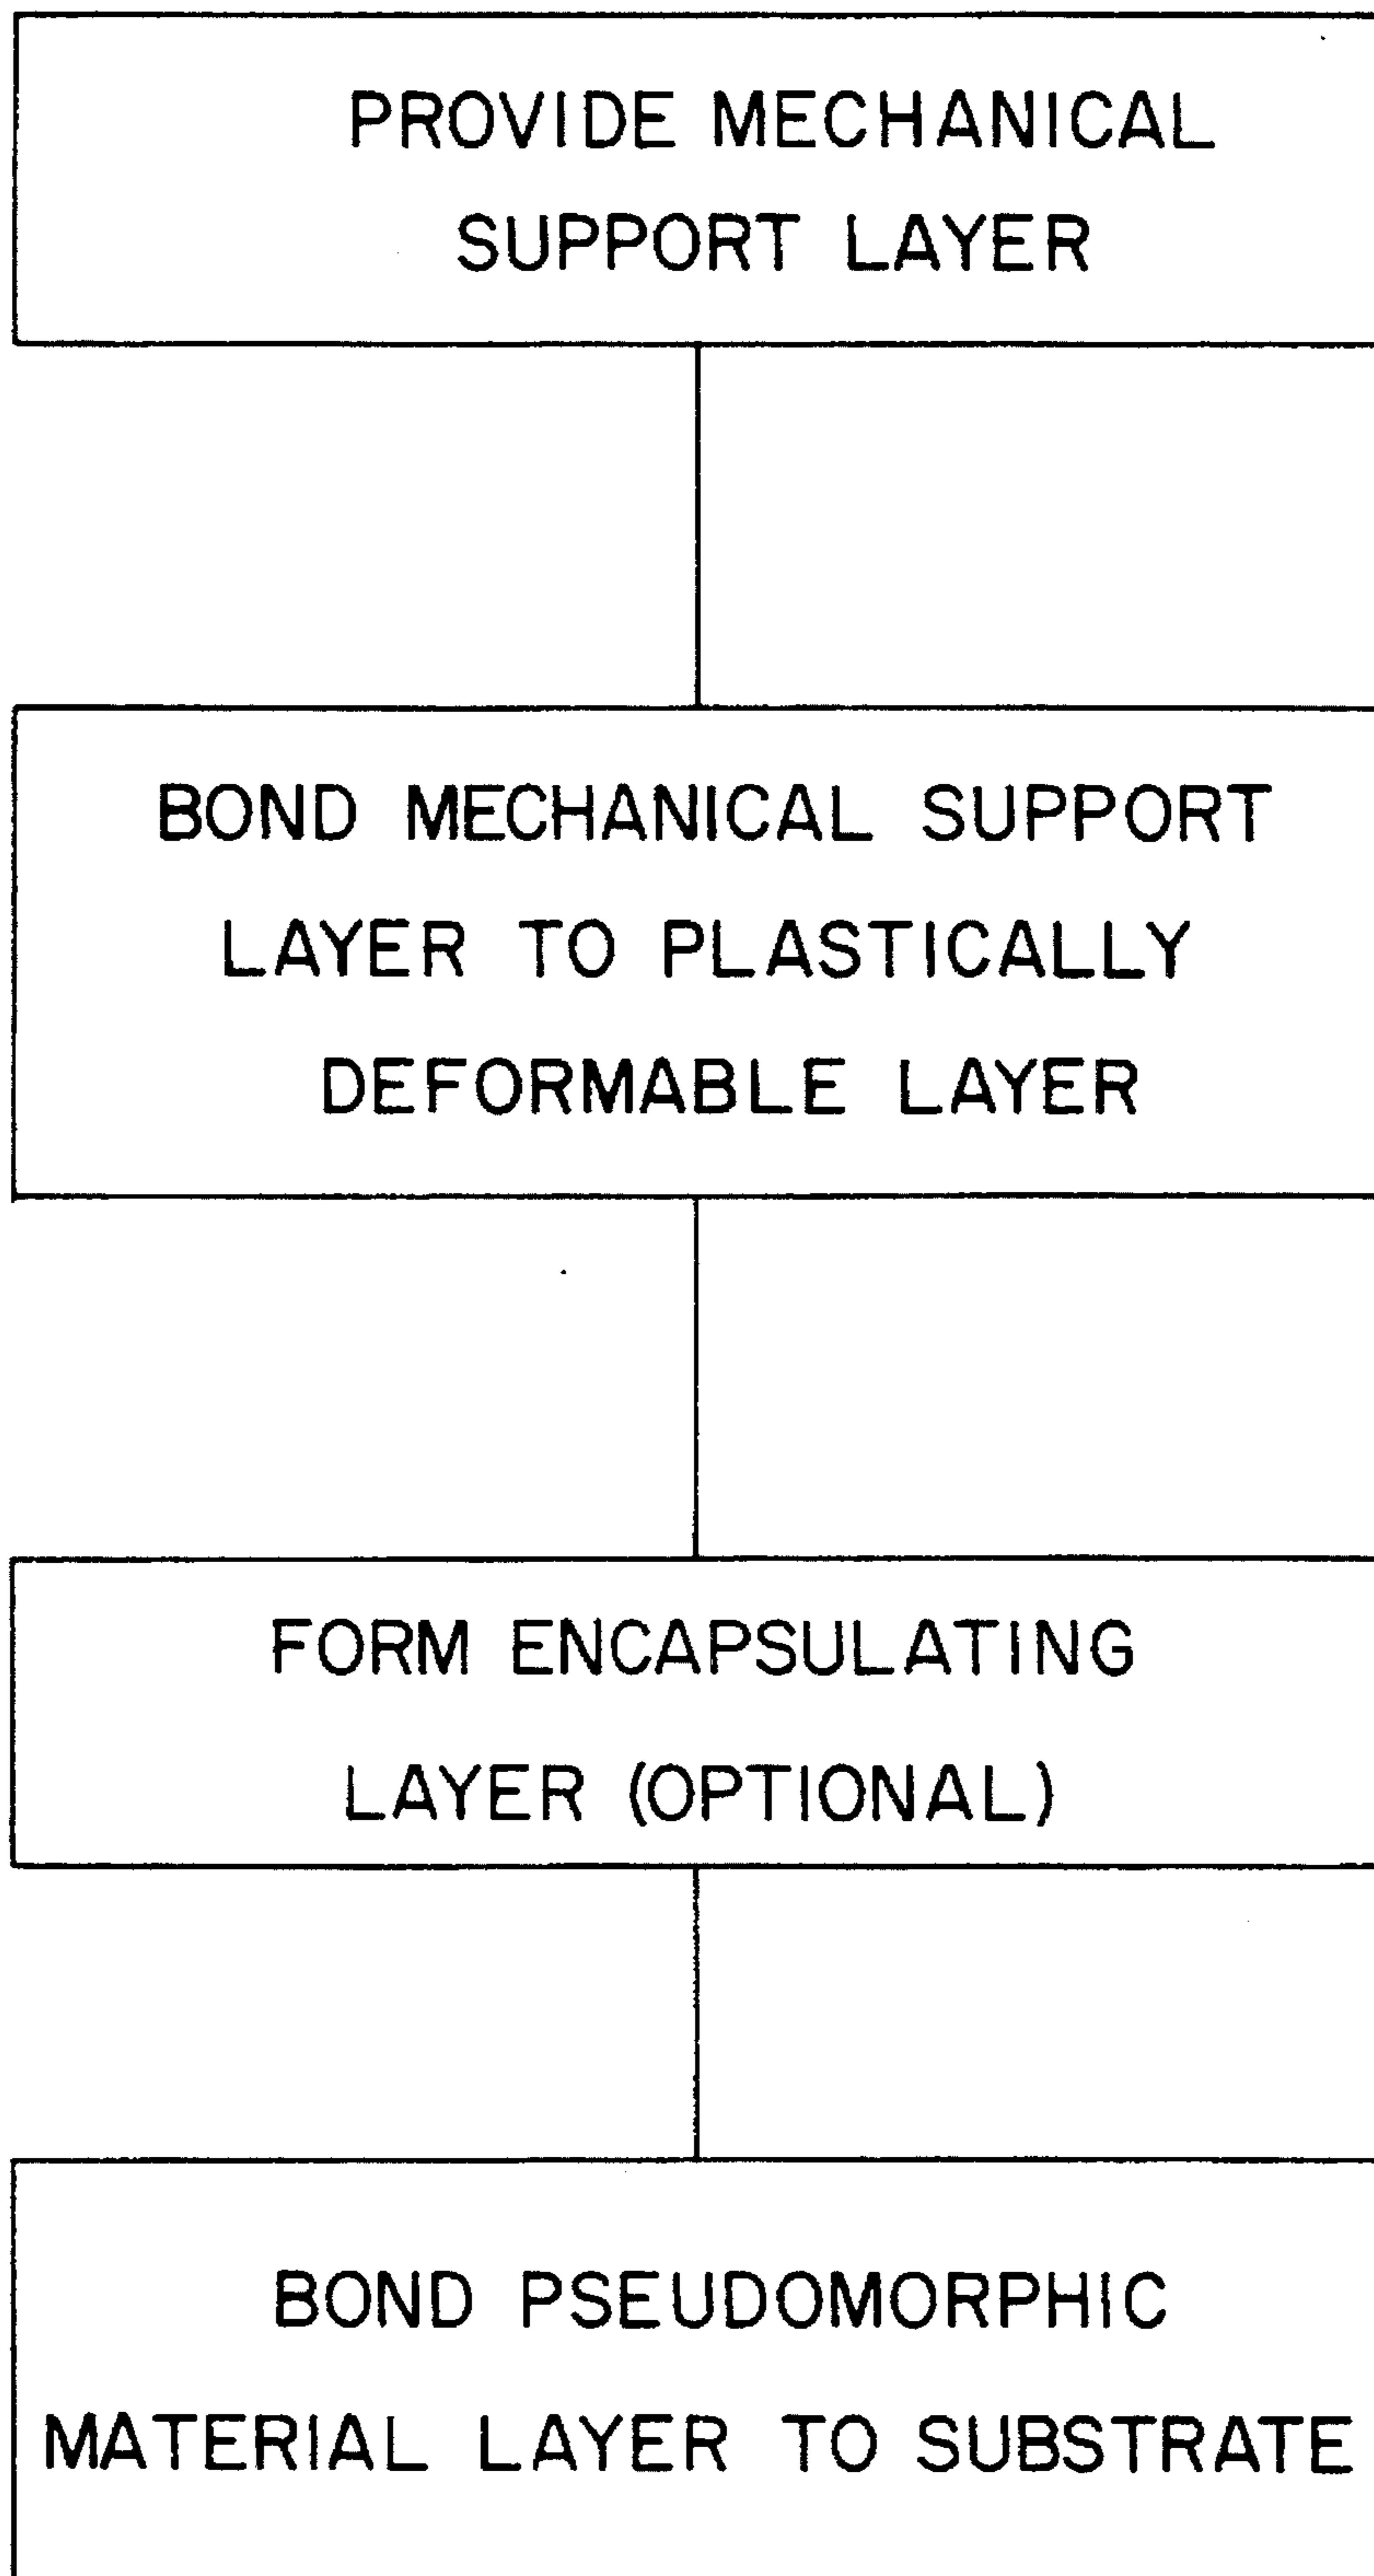 PROVIDE MECHANICAL
SUPPORT LAYER
BOND MECHANICAL SUPPORT
LAYER TO PLASTICALLY
DEFORMABLE LAYER
FORM ENCAPSULATING
LAYER (OPTIONAL)
BOND PSEUDOMORPHIC
MATERIAL LAYER TO SUBSTRATE